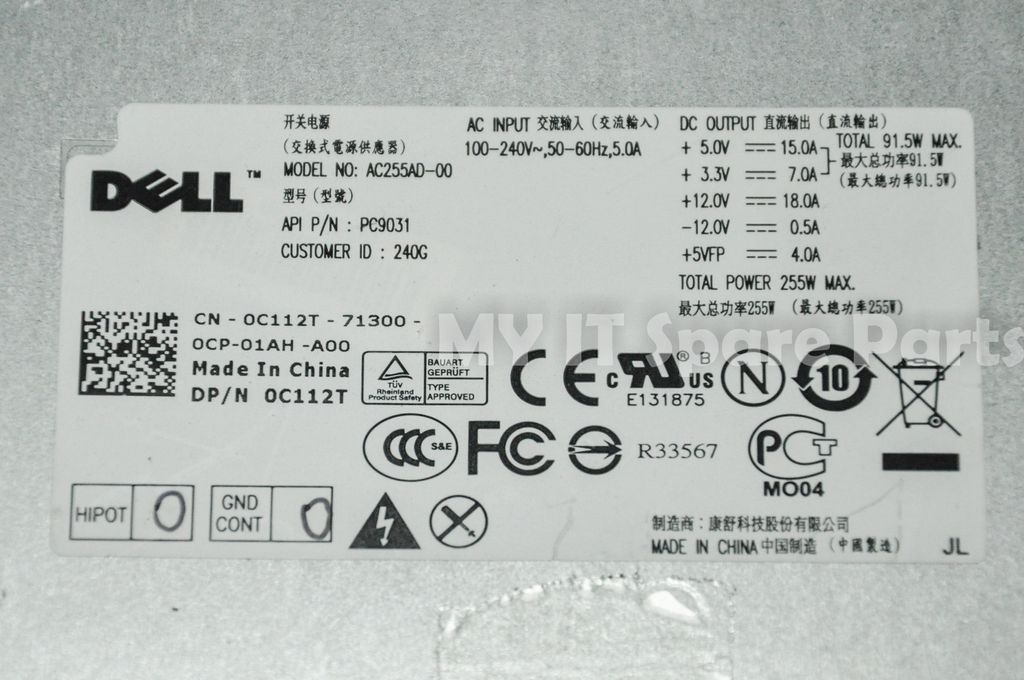 DELL™
开关电源
（交换式電源供應器）
MODEL NO: AC255AD-00
型号（型號）
API P/N : PC9031
CUSTOMER ID : 240G
AC INPUT 交流输入（交流輸入）
100-240V~,50-60Hz,5.0A
DC OUTPUT 直流输出（直流輸出）
+ 5.0V ⎓ 15.0A
+ 3.3V ⎓ 7.0A
+12.0V ⎓ 18.0A
-12.0V ⎓ 0.5A
+5VFP ⎓ 4.0A
TOTAL 91.5W MAX.
最大总功率91.5W
（最大總功率91.5W）
TOTAL POWER 255W MAX.
最大总功率255W （最大總功率255W）
MY IT Spare Parts
CN - 0C112T - 71300 -
0CP-01AH -A00
Made In China
DP/N 0C112T
TÜV
Rheinland
Product Safety
BAUART
GEPRÜFT
TYPE
APPROVED
CE
c RU® US B
E131875
N
10
CCC S&E
FC
R33567
PCT
MO04
HIPOT O
GND
CONT O
制造商：康舒科技股份有限公司
MADE IN CHINA 中国制造 （中國製造）
JL